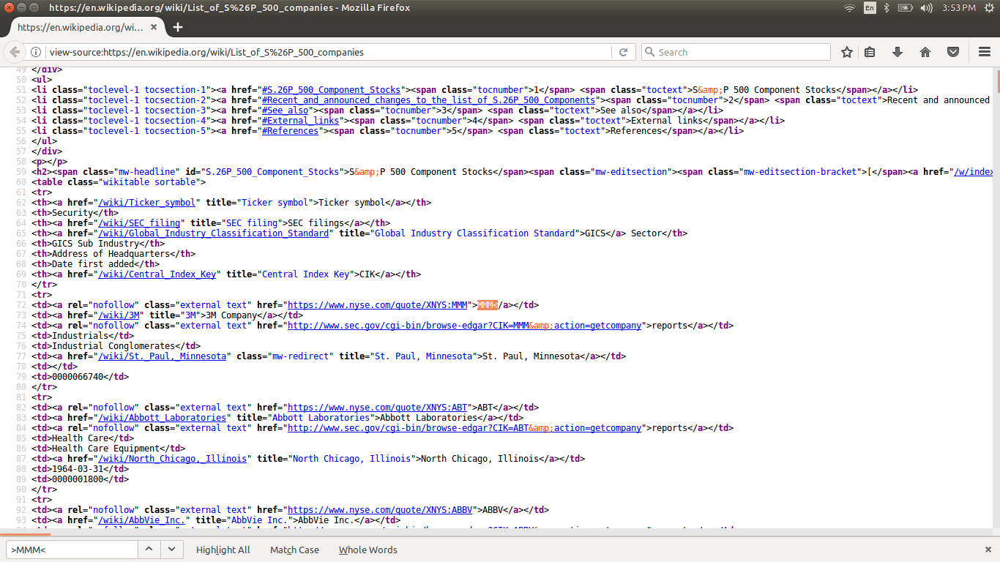 https://en.wikipedia.org/wiki/List_of_S%26P_500_companies - Mozilla Firefox
En
3:53 PM
https://en.wikipedia.org/wi...
view-source:https://en.wikipedia.org/wiki/List_of_S%26P_500_companies
Search
49 </div>
50 <ul>
51 <li class="toclevel-1 tocsection-1"><a href="#S.26P_500_Component_Stocks"><span class="tocnumber">1</span> <span class="toctext">S&amp;P 500 Component Stocks</span></a></li>
52 <li class="toclevel-1 tocsection-2"><a href="#Recent_and_announced_changes_to_the_list_of_S.26P_500_Components"><span class="tocnumber">2</span> <span class="toctext">Recent and announced
53 <li class="toclevel-1 tocsection-3"><a href="#See_also"><span class="tocnumber">3</span> <span class="toctext">See also</span></a></li>
54 <li class="toclevel-1 tocsection-4"><a href="#External_links"><span class="tocnumber">4</span> <span class="toctext">External links</span></a></li>
55 <li class="toclevel-1 tocsection-5"><a href="#References"><span class="tocnumber">5</span> <span class="toctext">References</span></a></li>
56 </ul>
57 </div>
58 <p></p>
59 <h2><span class="mw-headline" id="S.26P_500_Component_Stocks">S&amp;P 500 Component Stocks</span><span class="mw-editsection"><span class="mw-editsection-bracket">[</span><a href="/w/index
60 <table class="wikitable sortable">
61 <tr>
62 <th><a href="/wiki/Ticker_symbol" title="Ticker symbol">Ticker symbol</a></th>
63 <th>Security</th>
64 <th><a href="/wiki/SEC_filing" title="SEC filing">SEC filings</a></th>
65 <th><a href="/wiki/Global_Industry_Classification_Standard" title="Global Industry Classification Standard">GICS</a> Sector</th>
66 <th>GICS Sub Industry</th>
67 <th>Address of Headquarters</th>
68 <th>Date first added</th>
69 <th><a href="/wiki/Central_Index_Key" title="Central Index Key">CIK</a></th>
70 </tr>
71 <tr>
72 <td><a rel="nofollow" class="external text" href="https://www.nyse.com/quote/XNYS:MMM">MMM</a></td>
73 <td><a href="/wiki/3M" title="3M">3M Company</a></td>
74 <td><a rel="nofollow" class="external text" href="http://www.sec.gov/cgi-bin/browse-edgar?CIK=MMM&amp;action=getcompany">reports</a></td>
75 <td>Industrials</td>
76 <td>Industrial Conglomerates</td>
77 <td><a href="/wiki/St._Paul,_Minnesota" class="mw-redirect" title="St. Paul, Minnesota">St. Paul, Minnesota</a></td>
78 <td></td>
79 <td>0000066740</td>
80 </tr>
81 <tr>
82 <td><a rel="nofollow" class="external text" href="https://www.nyse.com/quote/XNYS:ABT">ABT</a></td>
83 <td><a href="/wiki/Abbott_Laboratories" title="Abbott Laboratories">Abbott Laboratories</a></td>
84 <td><a rel="nofollow" class="external text" href="http://www.sec.gov/cgi-bin/browse-edgar?CIK=ABT&amp;action=getcompany">reports</a></td>
85 <td>Health Care</td>
86 <td>Health Care Equipment</td>
87 <td><a href="/wiki/North_Chicago,_Illinois" title="North Chicago, Illinois">North Chicago, Illinois</a></td>
88 <td>1964-03-31</td>
89 <td>0000001800</td>
90 </tr>
91 <tr>
92 <td><a rel="nofollow" class="external text" href="https://www.nyse.com/quote/XNYS:ABBV">ABBV</a></td>
93 <td><a href="/wiki/AbbVie_Inc." title="AbbVie Inc.">AbbVie Inc.</a></td>
>MMM<
Highlight All
Match Case
Whole Words